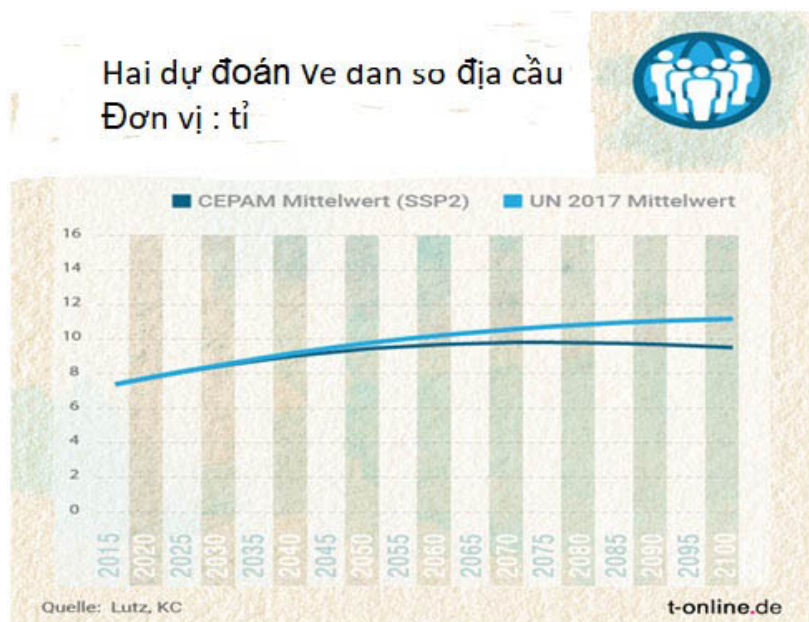 Hai dự đoán Ve dan so địa cầu
Đơn vị : tỉ
CEPAM Mittelwert (SSP2) UN 2017 Mittelwert
16
14
12
10
8
6
4
2
0
2015 2020 2025 2030 2035 2040 2045 2050 2055 2060 2065 2070 2075 2080 2085 2090 2095 2100
Quelle: Lutz, KC t-online.de